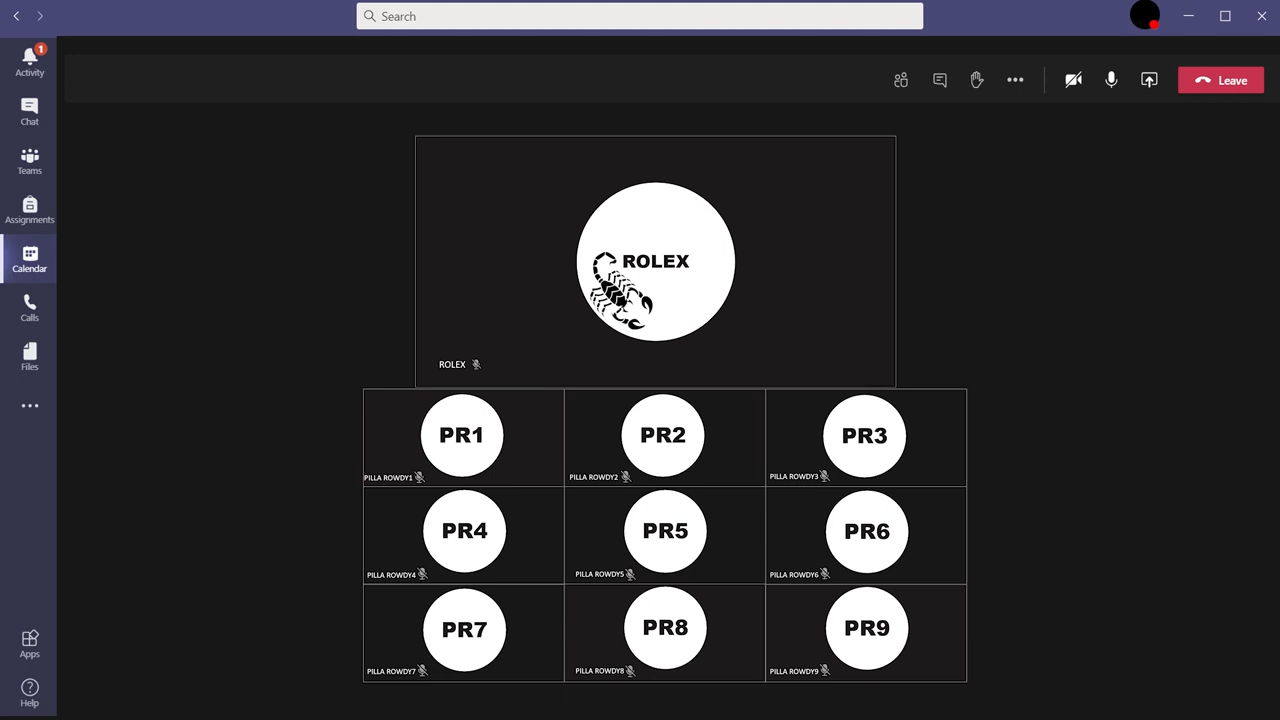 Search
Activity
1
Chat
Teams
Assignments
Calendar
Calls
Files
Apps
Help
Leave
ROLEX
ROLEX
PR1
PILLA ROWDY1
PR2
PILLA ROWDY2
PR3
PILLA ROWDY3
PR4
PILLA ROWDY4
PR5
PILLA ROWDY5
PR6
PILLA ROWDY6
PR7
PILLA ROWDY7
PR8
PILLA ROWDY8
PR9
PILLA ROWDY9